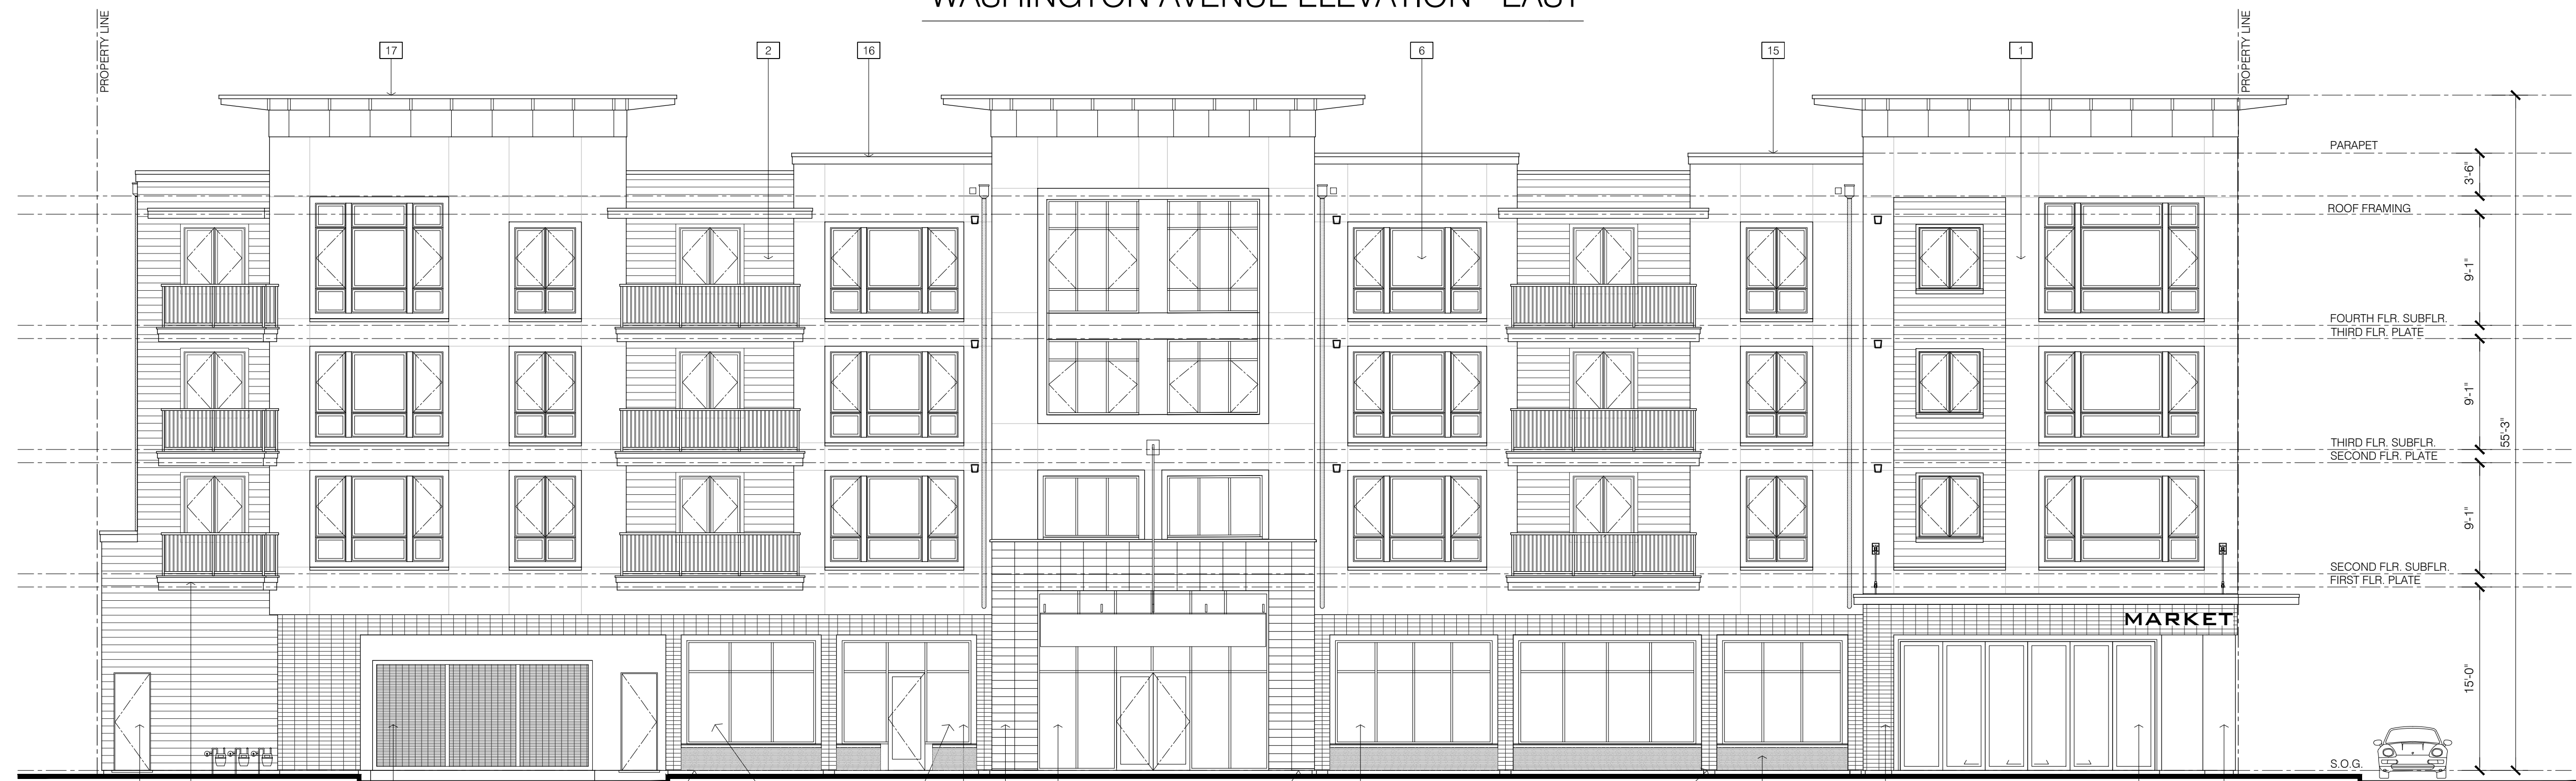 WASHINGTON AVENUE ELEVATION - EAST
PROPERTY LINE
17
2
16
6
15
1
PROPERTY LINE
PARAPET
3'-6"
ROOF FRAMING
9'-1"
FOURTH FLR. SUBFLR.
THIRD FLR. PLATE
9'-1"
55'-3"
THIRD FLR. SUBFLR.
SECOND FLR. PLATE
9'-1"
SECOND FLR. SUBFLR.
FIRST FLR. PLATE
MARKET
15'-0"
S.O.G.